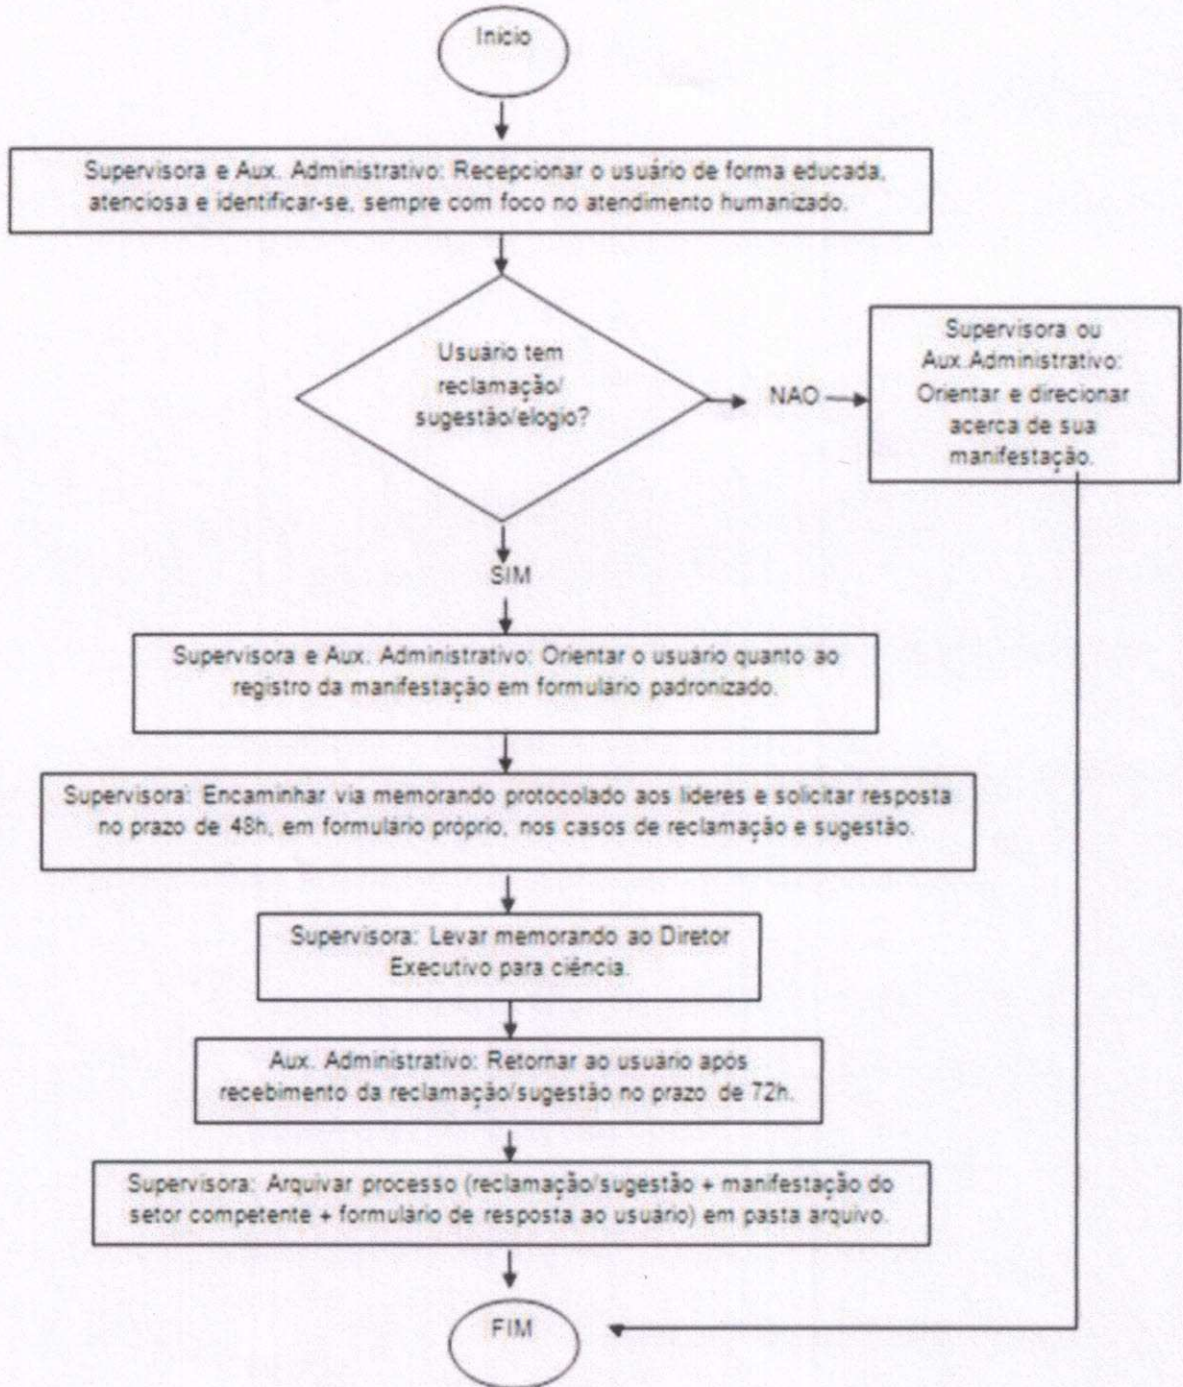 Início
Supervisora e Aux. Administrativo: Recepcionar o usuário de forma educada,
atenciosa e identificar-se, sempre com foco no atendimento humanizado.
Usuário tem
reclamação/
sugestão/elogio?
NAO
Supervisora ou
Aux.Administrativo:
Orientar e direcionar
acerca de sua
manifestação.
SIM
Supervisora e Aux. Administrativo: Orientar o usuário quanto ao
registro da manifestação em formulário padronizado.
Supervisora: Encaminhar via memorando protocolado aos líderes e solicitar resposta
no prazo de 48h, em formulário próprio, nos casos de reclamação e sugestão.
Supervisora: Levar memorando ao Diretor
Executivo para ciência.
Aux. Administrativo: Retornar ao usuário após
recebimento da reclamação/sugestão no prazo de 72h.
Supervisora: Arquivar processo (reclamação/sugestão + manifestação do
setor competente + formulário de resposta ao usuário) em pasta arquivo.
FIM